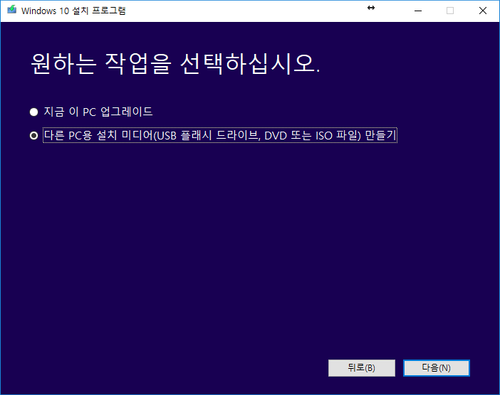 Windows 10 설치 프로그램
원하는 작업을 선택하십시오.
지금 이 PC 업그레이드
다른 PC용 설치 미디어(USB 플래시 드라이브, DVD 또는 ISO 파일) 만들기
뒤로(B) 다음(N)